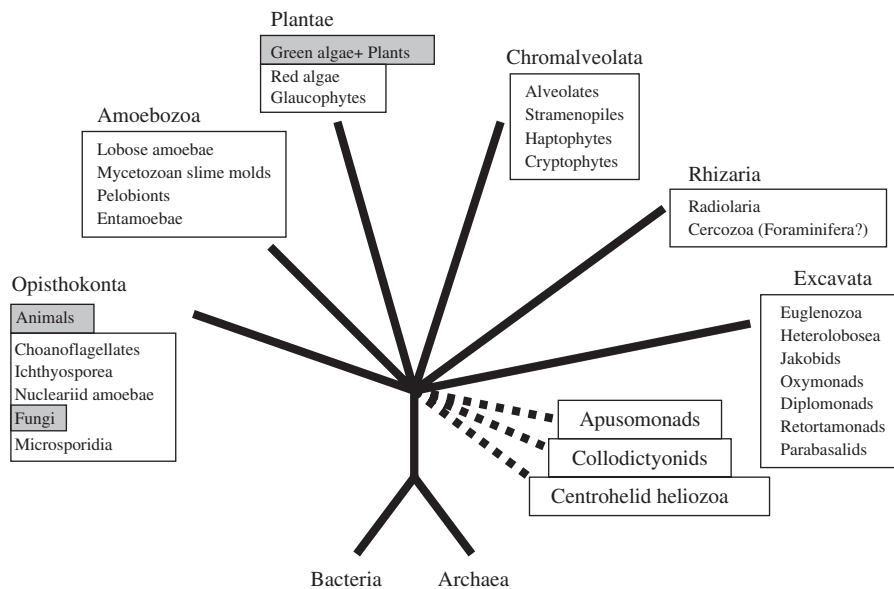 Plantae
Green algae+ Plants
Red algae
Glaucophytes
Chromalveolata
Alveolates
Stramenopiles
Haptophytes
Cryptophytes
Amoebozoa
Lobose amoebae
Mycetozoan slime molds
Pelobionts
Entamoebae
Rhizaria
Radiolaria
Cercozoa (Foraminifera?)
Opisthokonta
Animals
Choanoflagellates
Ichthyosporea
Nucleariid amoebae
Fungi
Microsporidia
Excavata
Euglenozoa
Heterolobosea
Jakobids
Oxymonads
Diplomonads
Retortamonads
Parabasalids
Apusomonads
Collodictyonids
Centrohelid heliozoa
Bacteria
Archaea